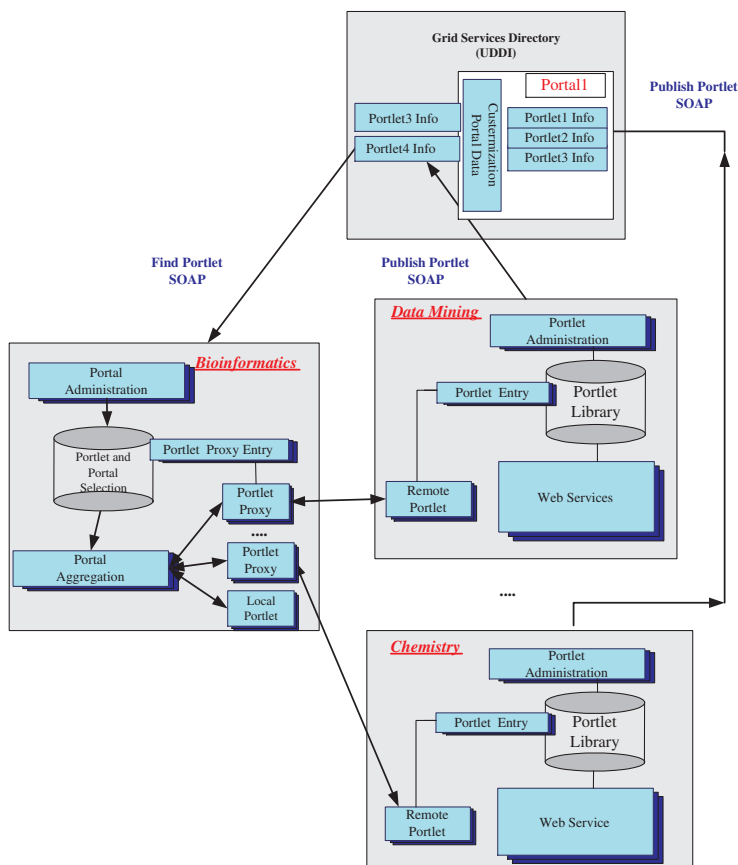 Grid Services Directory
(UDDI)
Portal1
Publish Portlet
SOAP
Custermization
Portal Data
Portlet3 Info
Portlet4 Info
Portlet1 Info
Portlet2 Info
Portlet3 Info
Find Portlet
SOAP
Publish Portlet
SOAP
Bioinformatics
Portal
Administration
Portlet Proxy Entry
Portlet and
Portal
Selection
Portlet
Proxy
....
Portal
Aggregation
Portlet
Proxy
Local
Portlet
Data Mining
Portlet
Administration
Portlet Entry
Portlet
Library
Remote
Portlet
Web Services
....
Chemistry
Portlet
Administration
Portlet Entry
Portlet
Library
Remote
Portlet
Web Service